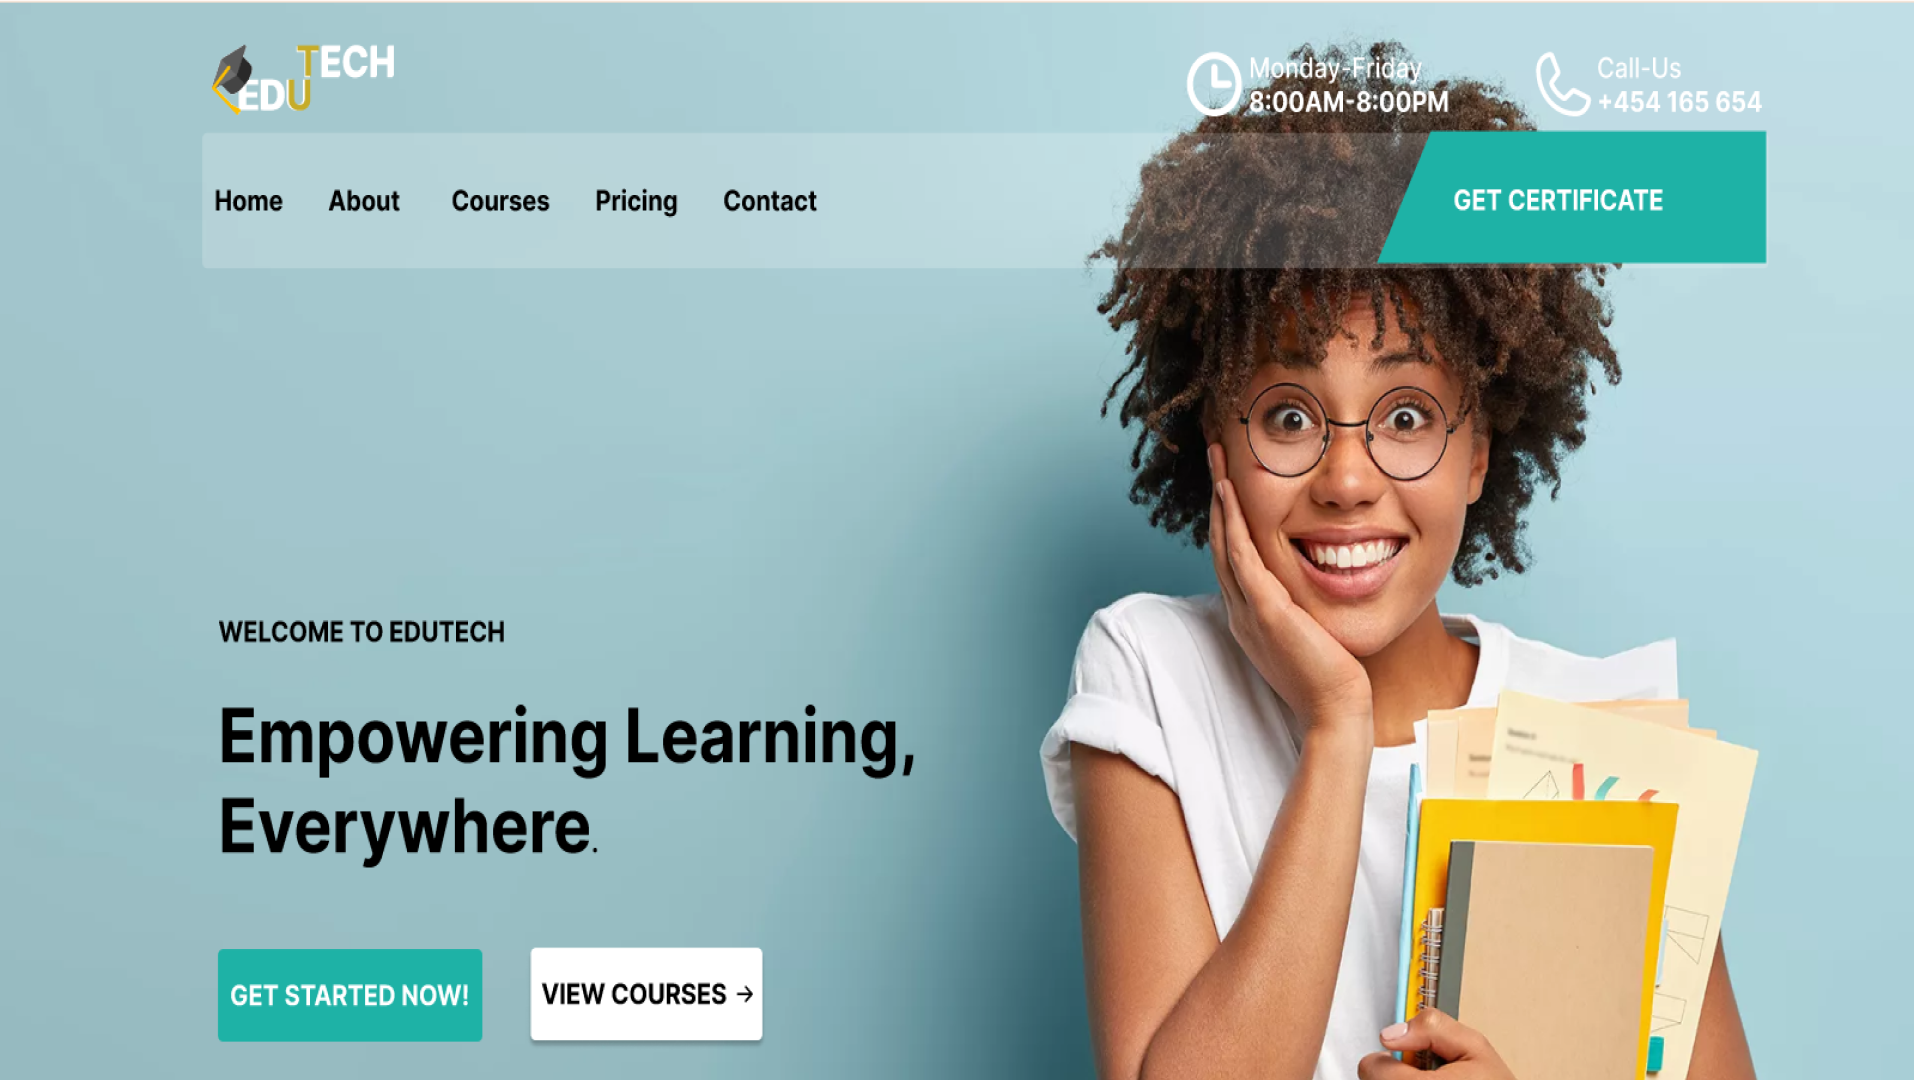 EDUTECH
Monday-Friday
8:00AM-8:00PM
Call-Us
+454 165 654
Home About Courses Pricing Contact GET CERTIFICATE
WELCOME TO EDUTECH
Empowering Learning,
Everywhere.
GET STARTED NOW! VIEW COURSES →